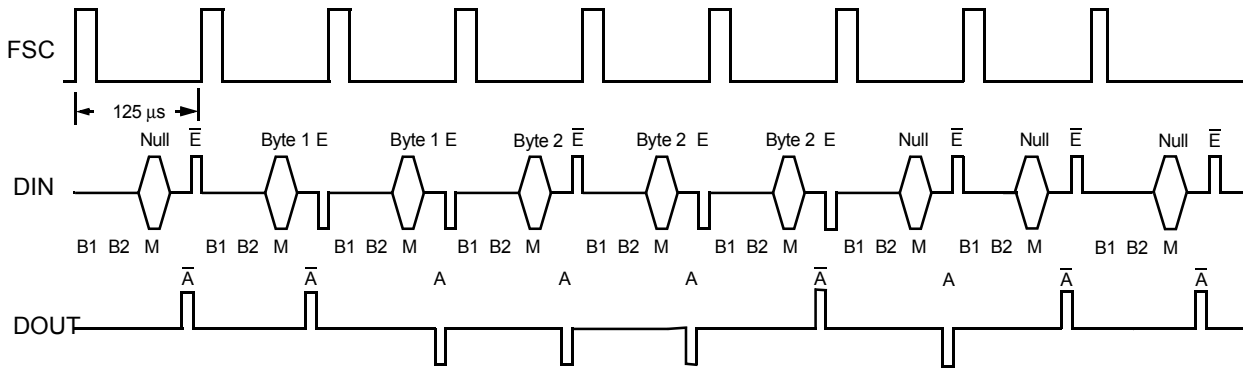 FSC
125 μs
Null E̅ Byte 1 E Byte 1 E Byte 2 E̅ Byte 2 E Byte 2 E Null E̅ Null E̅ Null E̅
DIN
B1 B2 M B1 B2 M B1 B2 M B1 B2 M B1 B2 M B1 B2 M B1 B2 M B1 B2 M B1 B2 M
A̅ A̅ A A A A̅ A A̅ A̅
DOUT